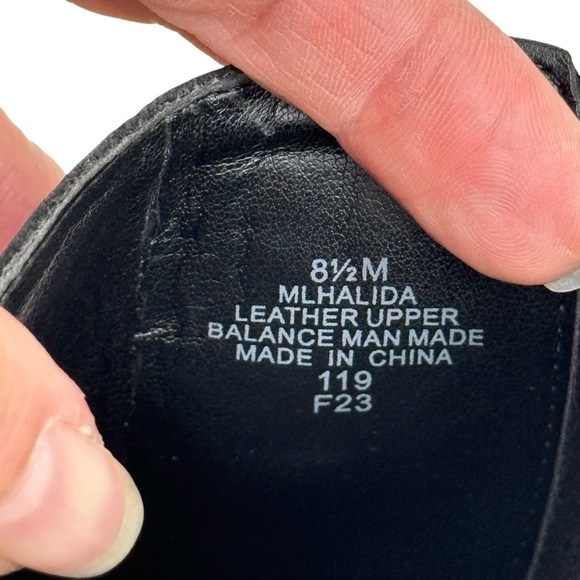 8½M
MLHALIDA
LEATHER UPPER
BALANCE MAN MADE
MADE IN CHINA
119
F23